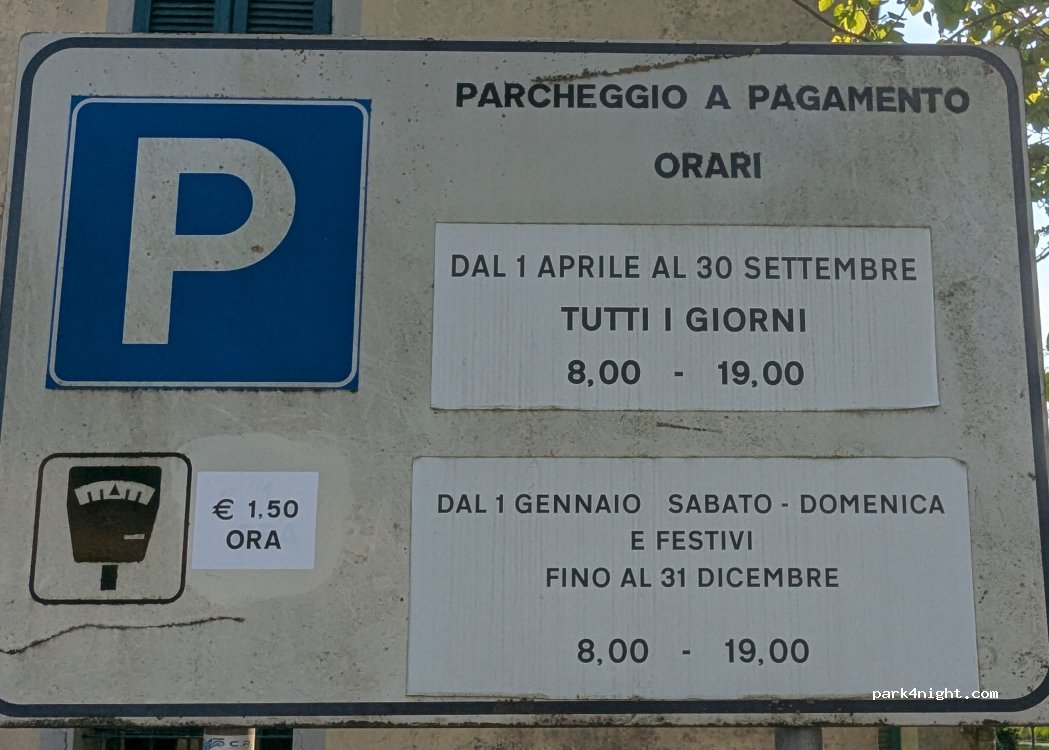 P
PARCHEGGIO A PAGAMENTO
ORARI
DAL 1 APRILE AL 30 SETTEMBRE
TUTTI I GIORNI
8,00 - 19,00
€ 1,50
ORA
DAL 1 GENNAIO SABATO - DOMENICA
E FESTIVI
FINO AL 31 DICEMBRE
8,00 - 19,00
park4night.com